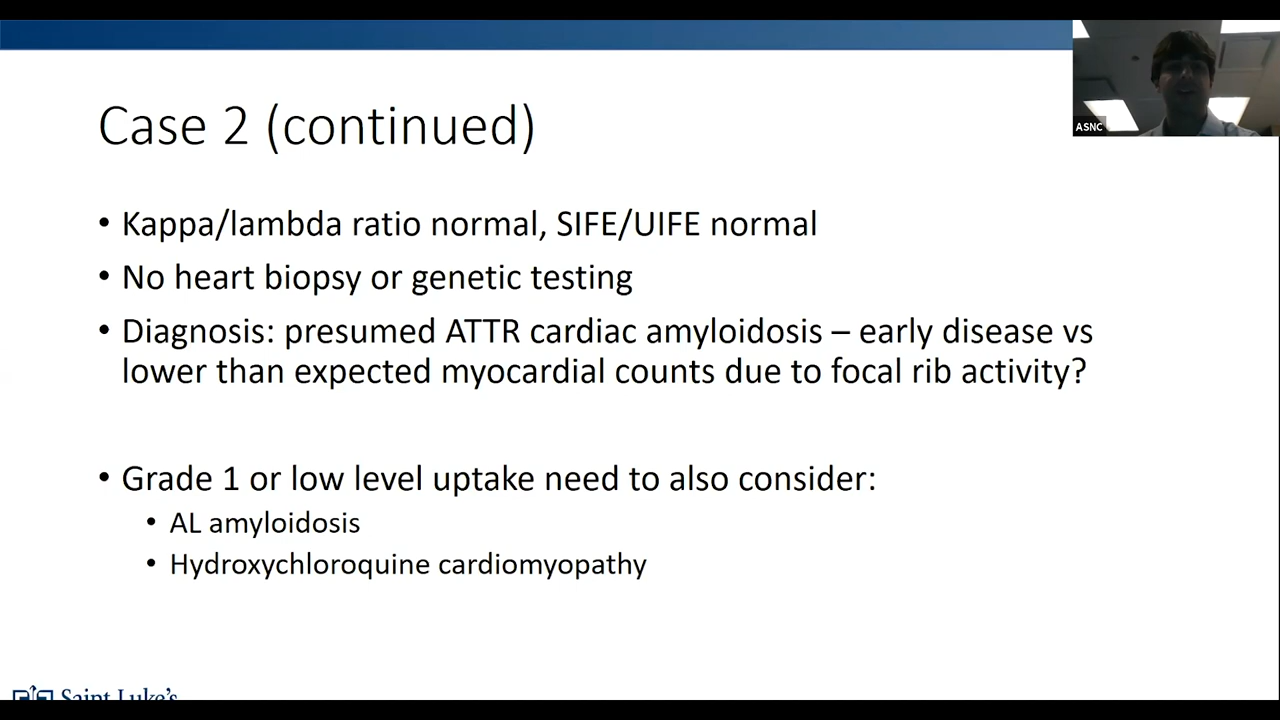 ASNC
Case 2 (continued)
• Kappa/lambda ratio normal, SIFE/UIFE normal
• No heart biopsy or genetic testing
• Diagnosis: presumed ATTR cardiac amyloidosis – early disease vs
lower than expected myocardial counts due to focal rib activity?
• Grade 1 or low level uptake need to also consider:
• AL amyloidosis
• Hydroxychloroquine cardiomyopathy
Saint Luke's